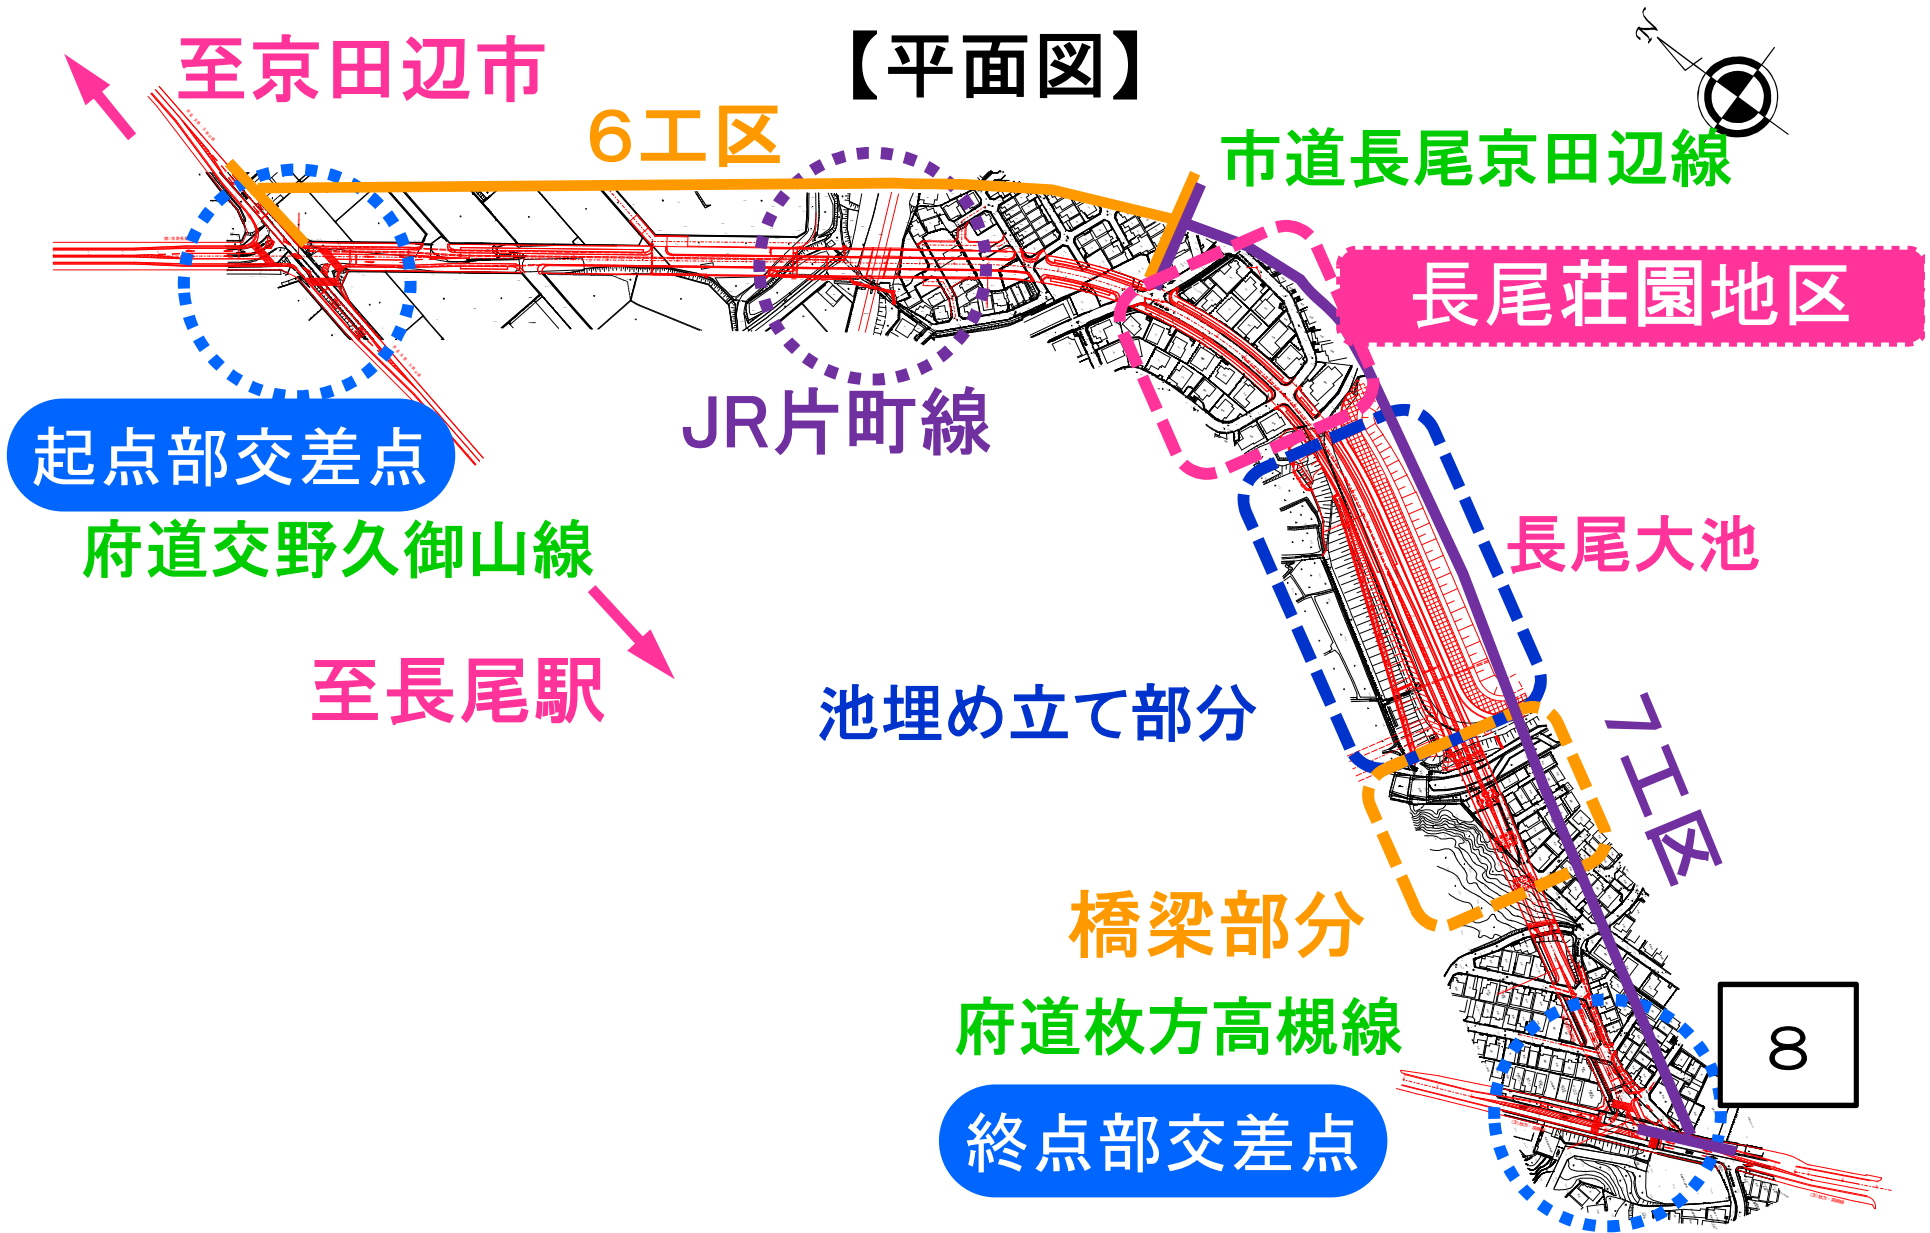 【平面図】
N
至京田辺市
6工区
市道長尾京田辺線
長尾荘園地区
JR片町線
起点部交差点
府道交野久御山線
長尾大池
至長尾駅
池埋め立て部分
7工区
橋梁部分
府道枚方高槻線
8
終点部交差点